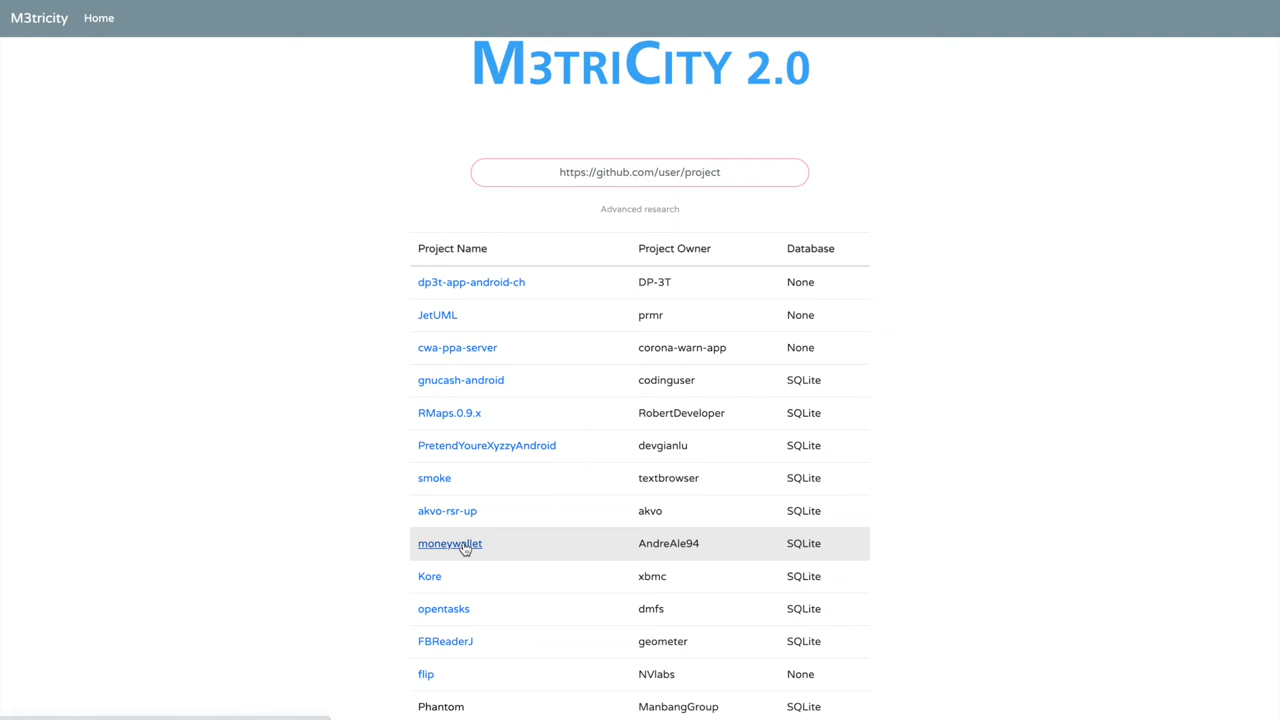 M3tricity Home
M3TRICITY 2.0
https://github.com/user/project
Advanced research
Project Name Project Owner Database
dp3t-app-android-ch DP-3T None
JetUML prmr None
cwa-ppa-server corona-warn-app None
gnucash-android codinguser SQLite
RMaps.0.9.x RobertDeveloper SQLite
PretendYoureXyzzyAndroid devgianlu SQLite
smoke textbrowser SQLite
akvo-rsr-up akvo SQLite
moneywallet AndreAle94 SQLite
Kore xbmc SQLite
opentasks dmfs SQLite
FBReaderJ geometer SQLite
flip NVlabs None
Phantom ManbangGroup SQLite